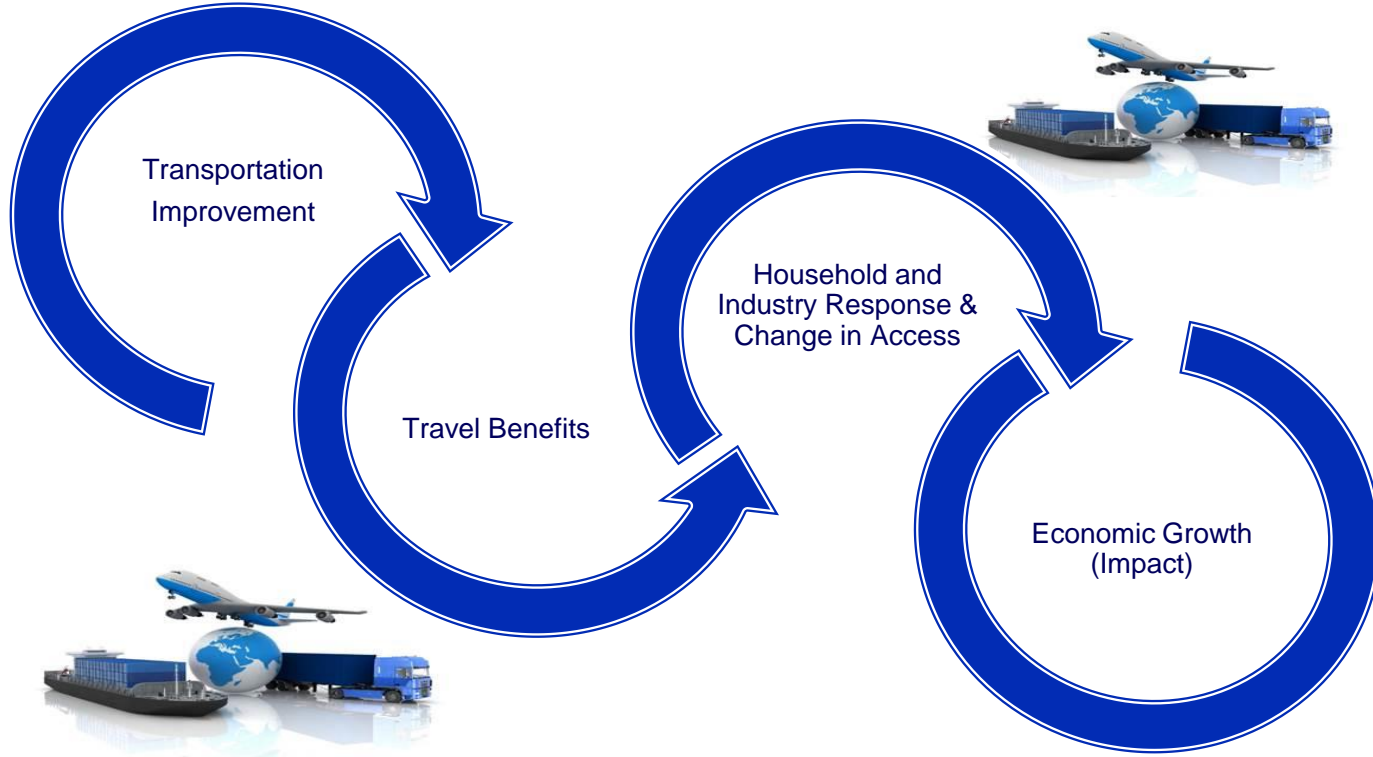 Transportation
Improvement
Travel Benefits
Household and
Industry Response &
Change in Access
Economic Growth
(Impact)